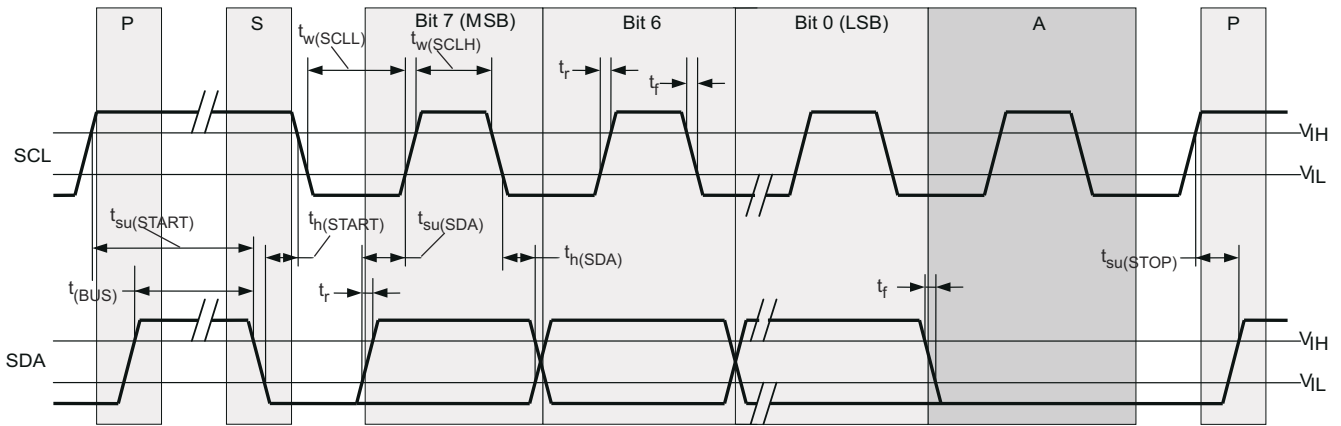 P
S
Bit 7 (MSB)
Bit 6
Bit 0 (LSB)
A
P
tw(SCLL)
tw(SCLH)
tr
tf
VIH
SCL
VIL
tsu(START)
th(START)
tsu(SDA)
th(SDA)
tsu(STOP)
t(BUS)
tr
tf
VIH
SDA
VIL